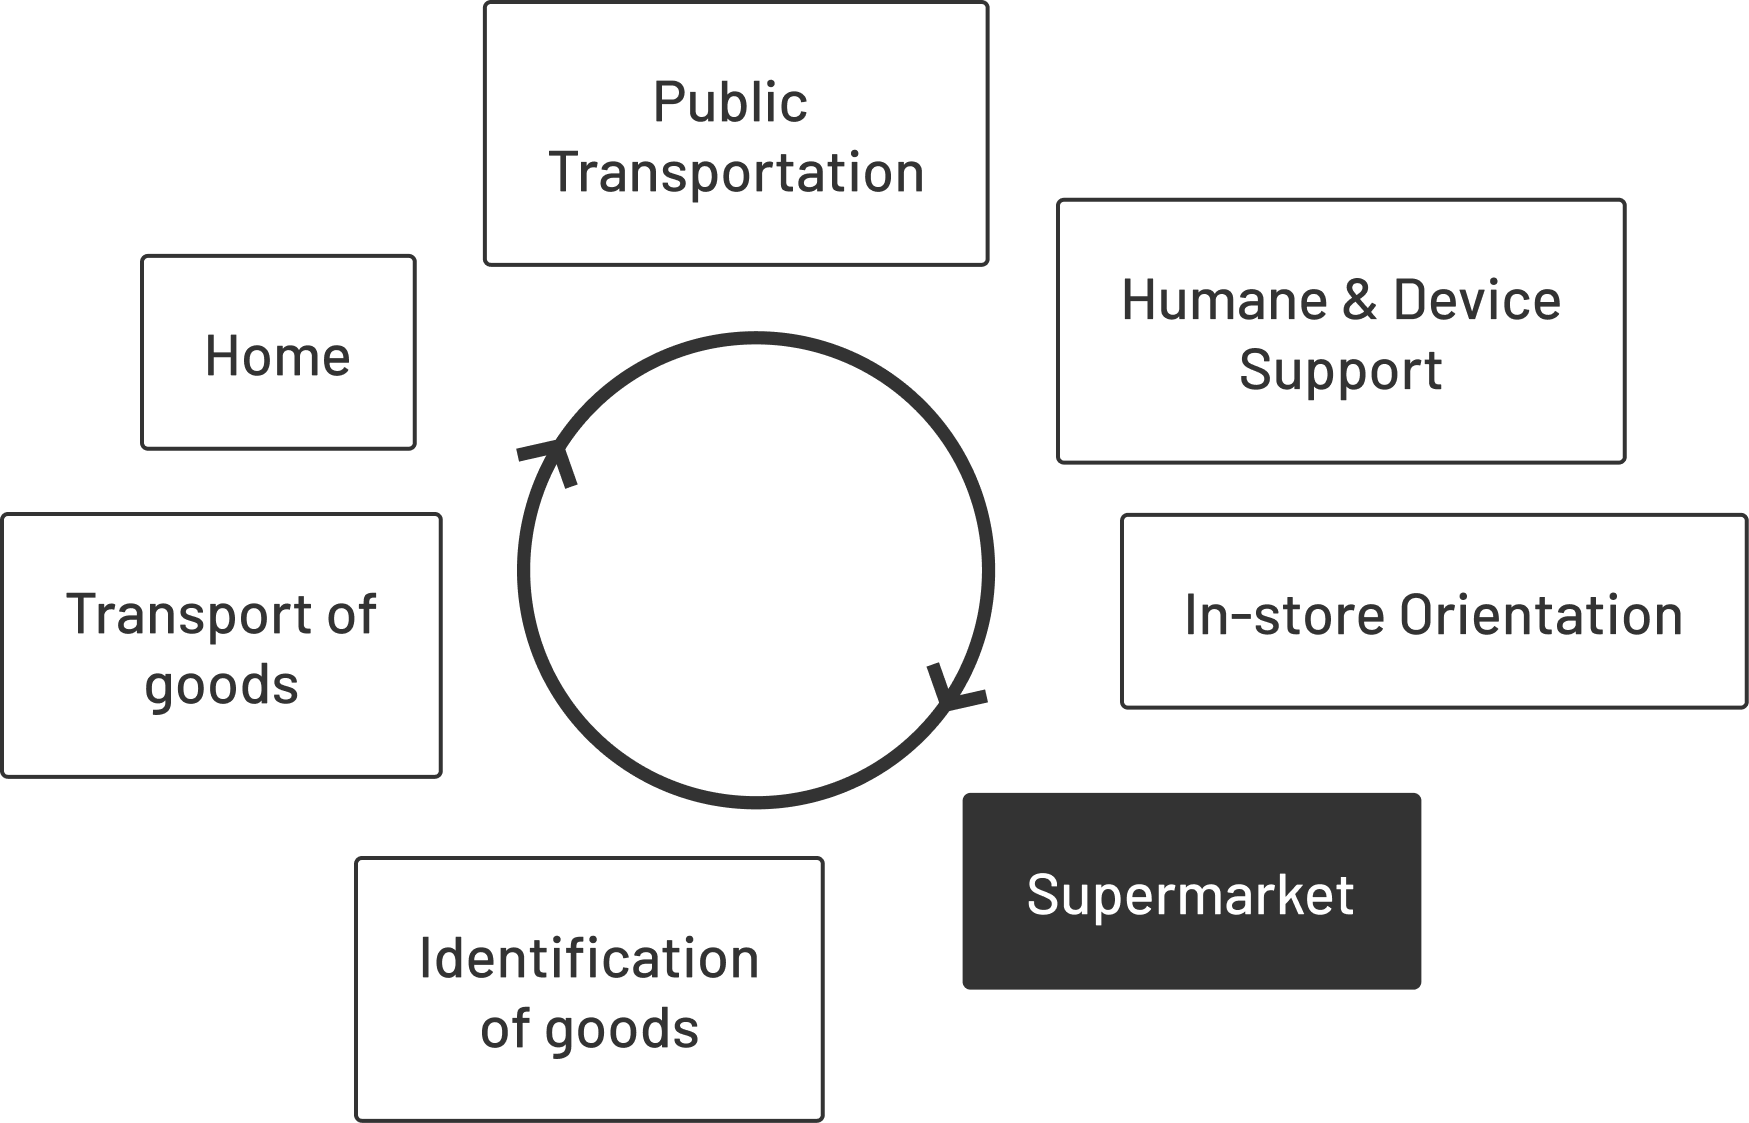 Public
Transportation
Humane & Device
Support
Home
In-store Orientation
Transport of
goods
Supermarket
Identification
of goods